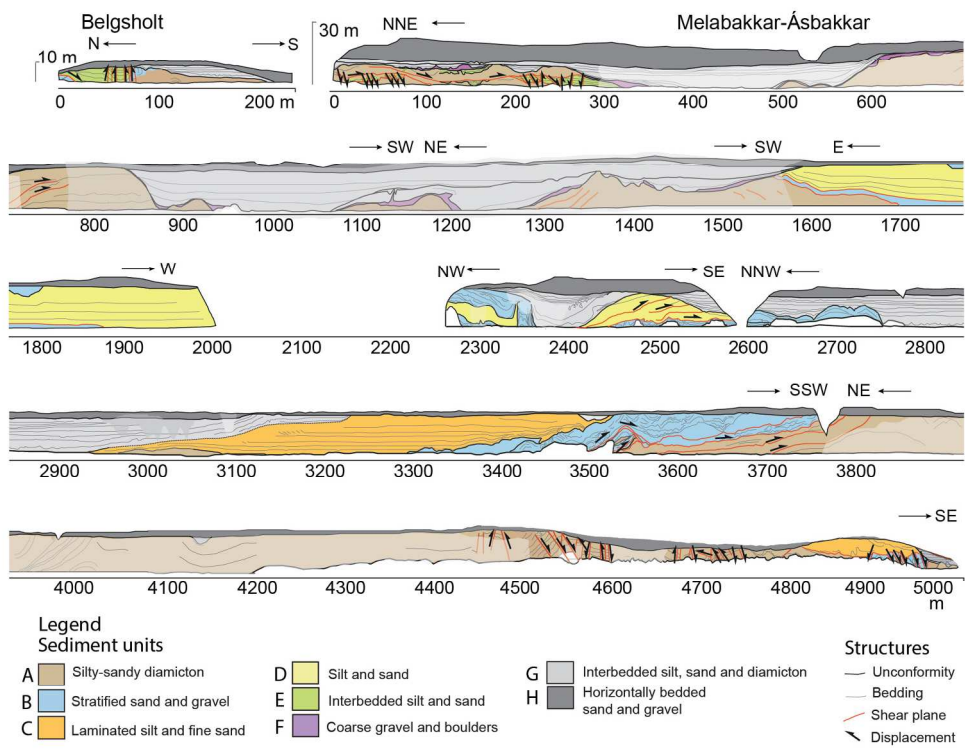 Belgsholt
Melabakkar-Ásbakkar
30 m
NNE
N
S
10 m
0 100 200 m
0 100 200 300 400 500 600
SW NE
SW E
800 900 1000 1100 1200 1300 1400 1500 1600 1700
W
NW
SE NNW
1800 1900 2000 2100 2200 2300 2400 2500 2600 2700 2800
SSW NE
2900 3000 3100 3200 3300 3400 3500 3600 3700 3800
SE
4000 4100 4200 4300 4400 4500 4600 4700 4800 4900 5000
m
Legend
Sediment units
A Silty-sandy diamicton
B Stratified sand and gravel
C Laminated silt and fine sand
D Silt and sand
E Interbedded silt and sand
F Coarse gravel and boulders
G Interbedded silt, sand and diamicton
H Horizontally bedded
sand and gravel
Structures
Unconformity
Bedding
Shear plane
Displacement